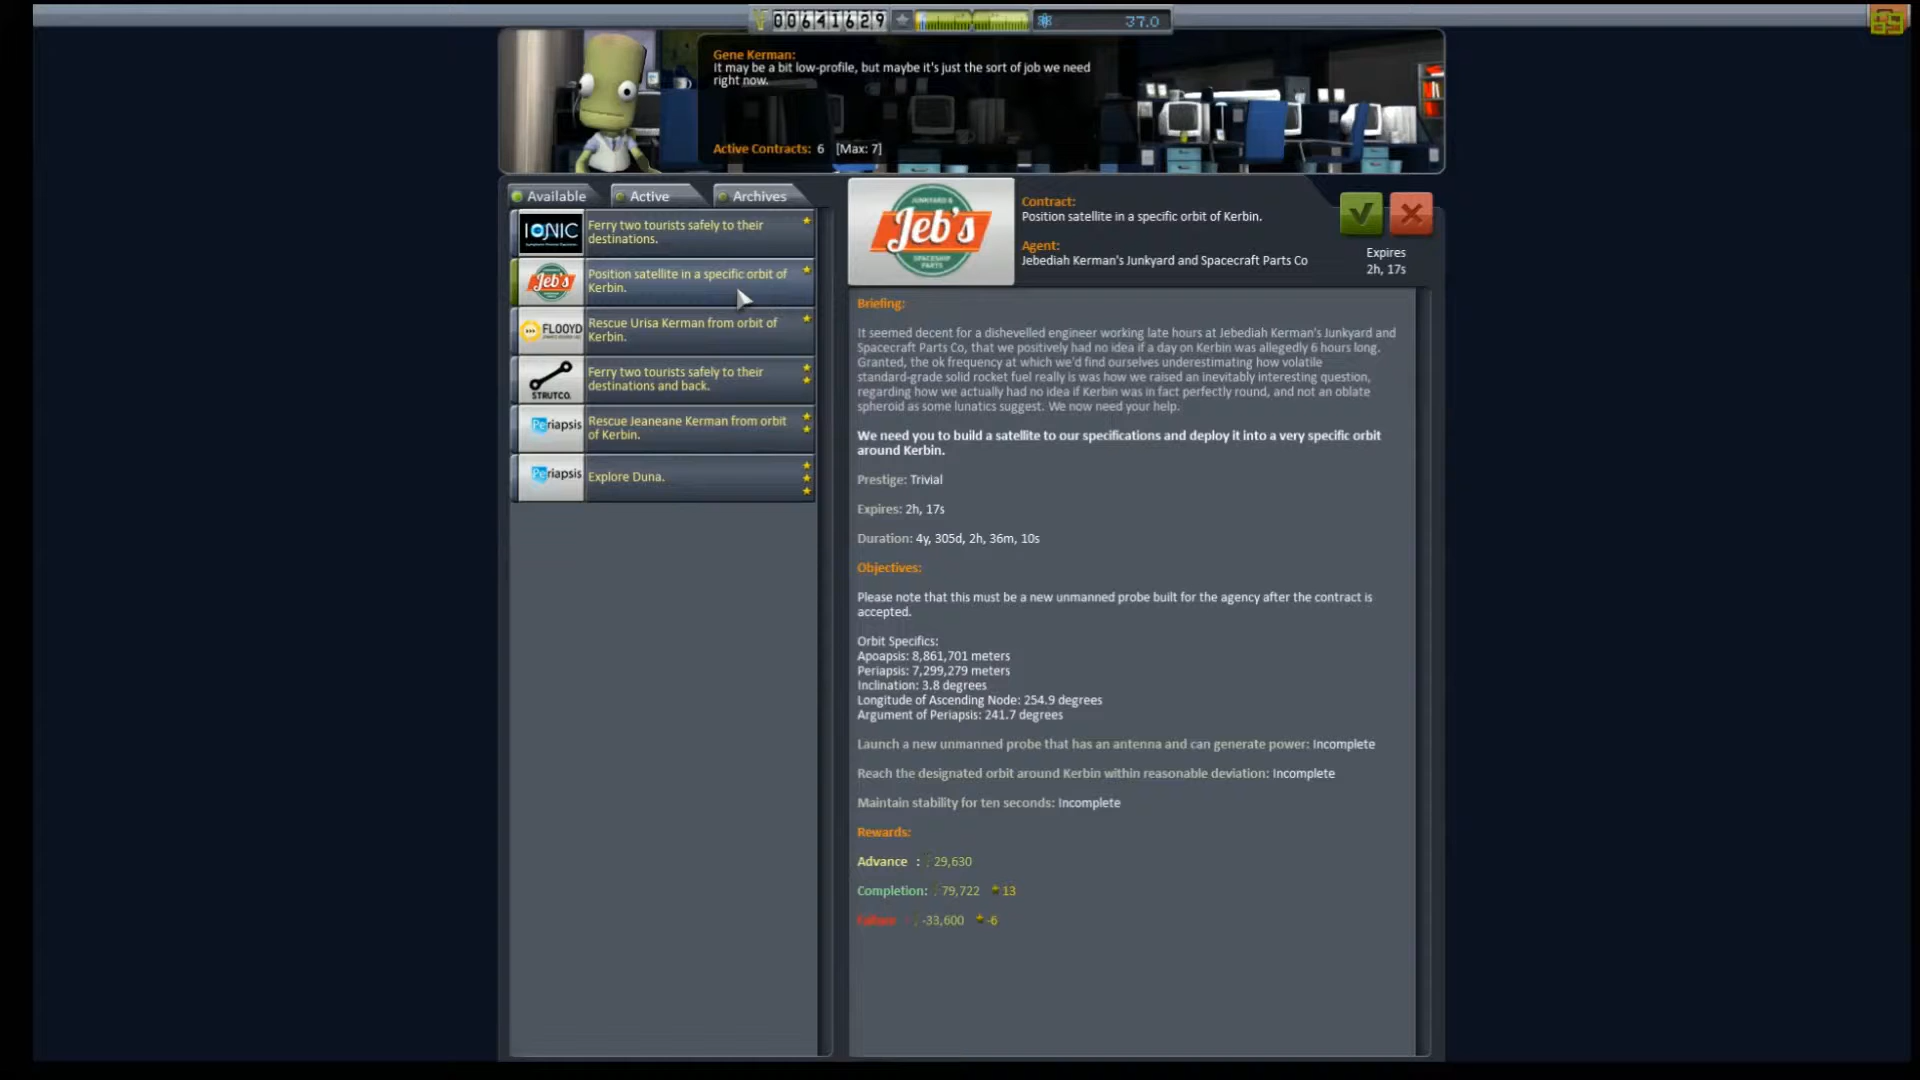 00641629
37.0
Gene Kerman:
It may be a bit low-profile, but maybe it's just the sort of job we need
right now.
Active Contracts: 6 [Max: 7]
Available
Active
Archives
IONIC
Ferry two tourists safely to their
destinations.
Jeb's
Position satellite in a specific orbit of
Kerbin.
FLOOYD
Rescue Urisa Kerman from orbit of
Kerbin.
STRUTCO.
Ferry two tourists safely to their
destinations and back.
Periapsis
Rescue Jeaneane Kerman from orbit
of Kerbin.
Periapsis
Explore Duna.
JUNKYARD &
Jeb's
SPACESHIP
PARTS
Contract:
Position satellite in a specific orbit of Kerbin.
Agent:
Jebediah Kerman's Junkyard and Spacecraft Parts Co
Expires
2h, 17s
Briefing:
It seemed decent for a dishevelled engineer working late hours at Jebediah Kerman's Junkyard and
Spacecraft Parts Co, that we positively had no idea if a day on Kerbin was allegedly 6 hours long.
Granted, the ok frequency at which we'd find ourselves underestimating how volatile
standard-grade solid rocket fuel really is was how we raised an inevitably interesting question,
regarding how we actually had no idea if Kerbin was in fact perfectly round, and not an oblate
spheroid as some lunatics suggest. We now need your help.
We need you to build a satellite to our specifications and deploy it into a very specific orbit
around Kerbin.
Prestige: Trivial
Expires: 2h, 17s
Duration: 4y, 305d, 2h, 36m, 10s
Objectives:
Please note that this must be a new unmanned probe built for the agency after the contract is
accepted.
Orbit Specifics:
Apoapsis: 8,861,701 meters
Periapsis: 7,299,279 meters
Inclination: 3.8 degrees
Longitude of Ascending Node: 254.9 degrees
Argument of Periapsis: 241.7 degrees
Launch a new unmanned probe that has an antenna and can generate power: Incomplete
Reach the designated orbit around Kerbin within reasonable deviation: Incomplete
Maintain stability for ten seconds: Incomplete
Rewards:
Advance : 29,630
Completion: 79,722 13
Failure : -33,600 -6